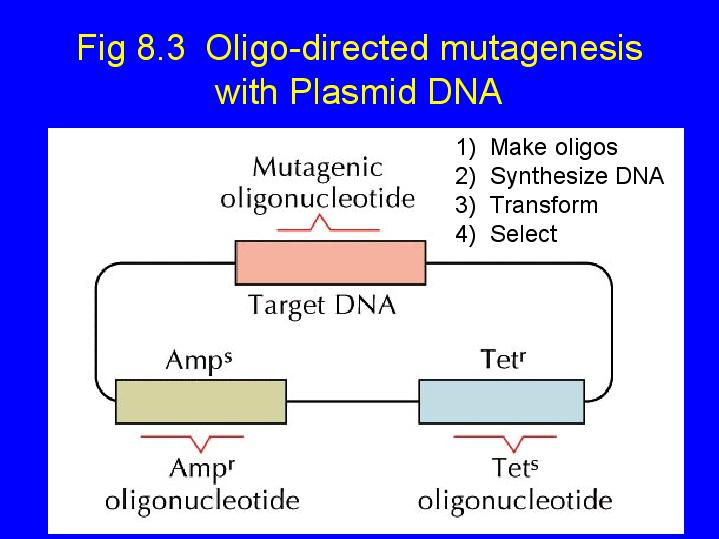 Fig 8.3 Oligo-directed mutagenesis
with Plasmid DNA
1) Make oligos
2) Synthesize DNA
3) Transform
4) Select
Mutagenic
oligonucleotide
Target DNA
Ampˢ
Tetʳ
Ampʳ
oligonucleotide
Tetˢ
oligonucleotide